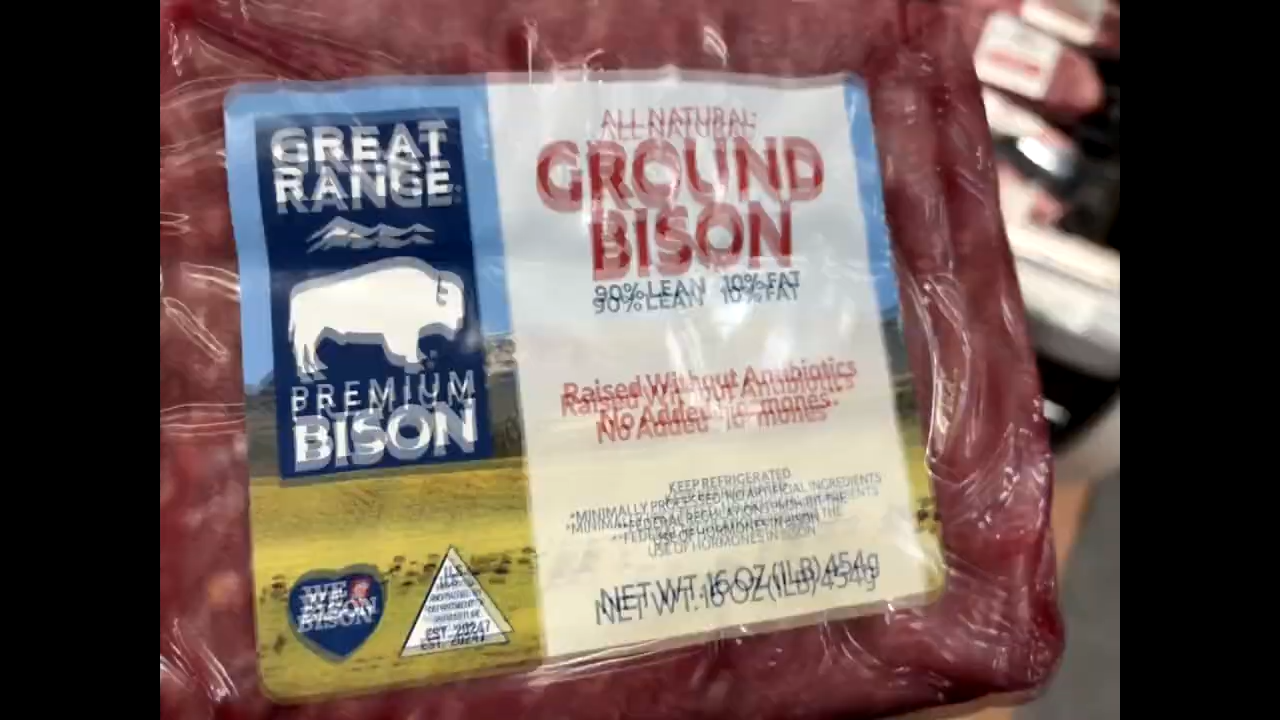 GREAT
RANGE
PREMIUM
BISON
WE
BISON
EST. 20247
ALL NATURAL*
GROUND
BISON
90% LEAN 10% FAT
Raised Without Antibiotics
No Added Hormones
KEEP REFRIGERATED
*MINIMALLY PROCESSED, NO ARTIFICIAL INGREDIENTS
**FEDERAL REGULATIONS PROHIBIT THE
USE OF HORMONES IN BISON
NET WT. 16 OZ (1LB) 454g